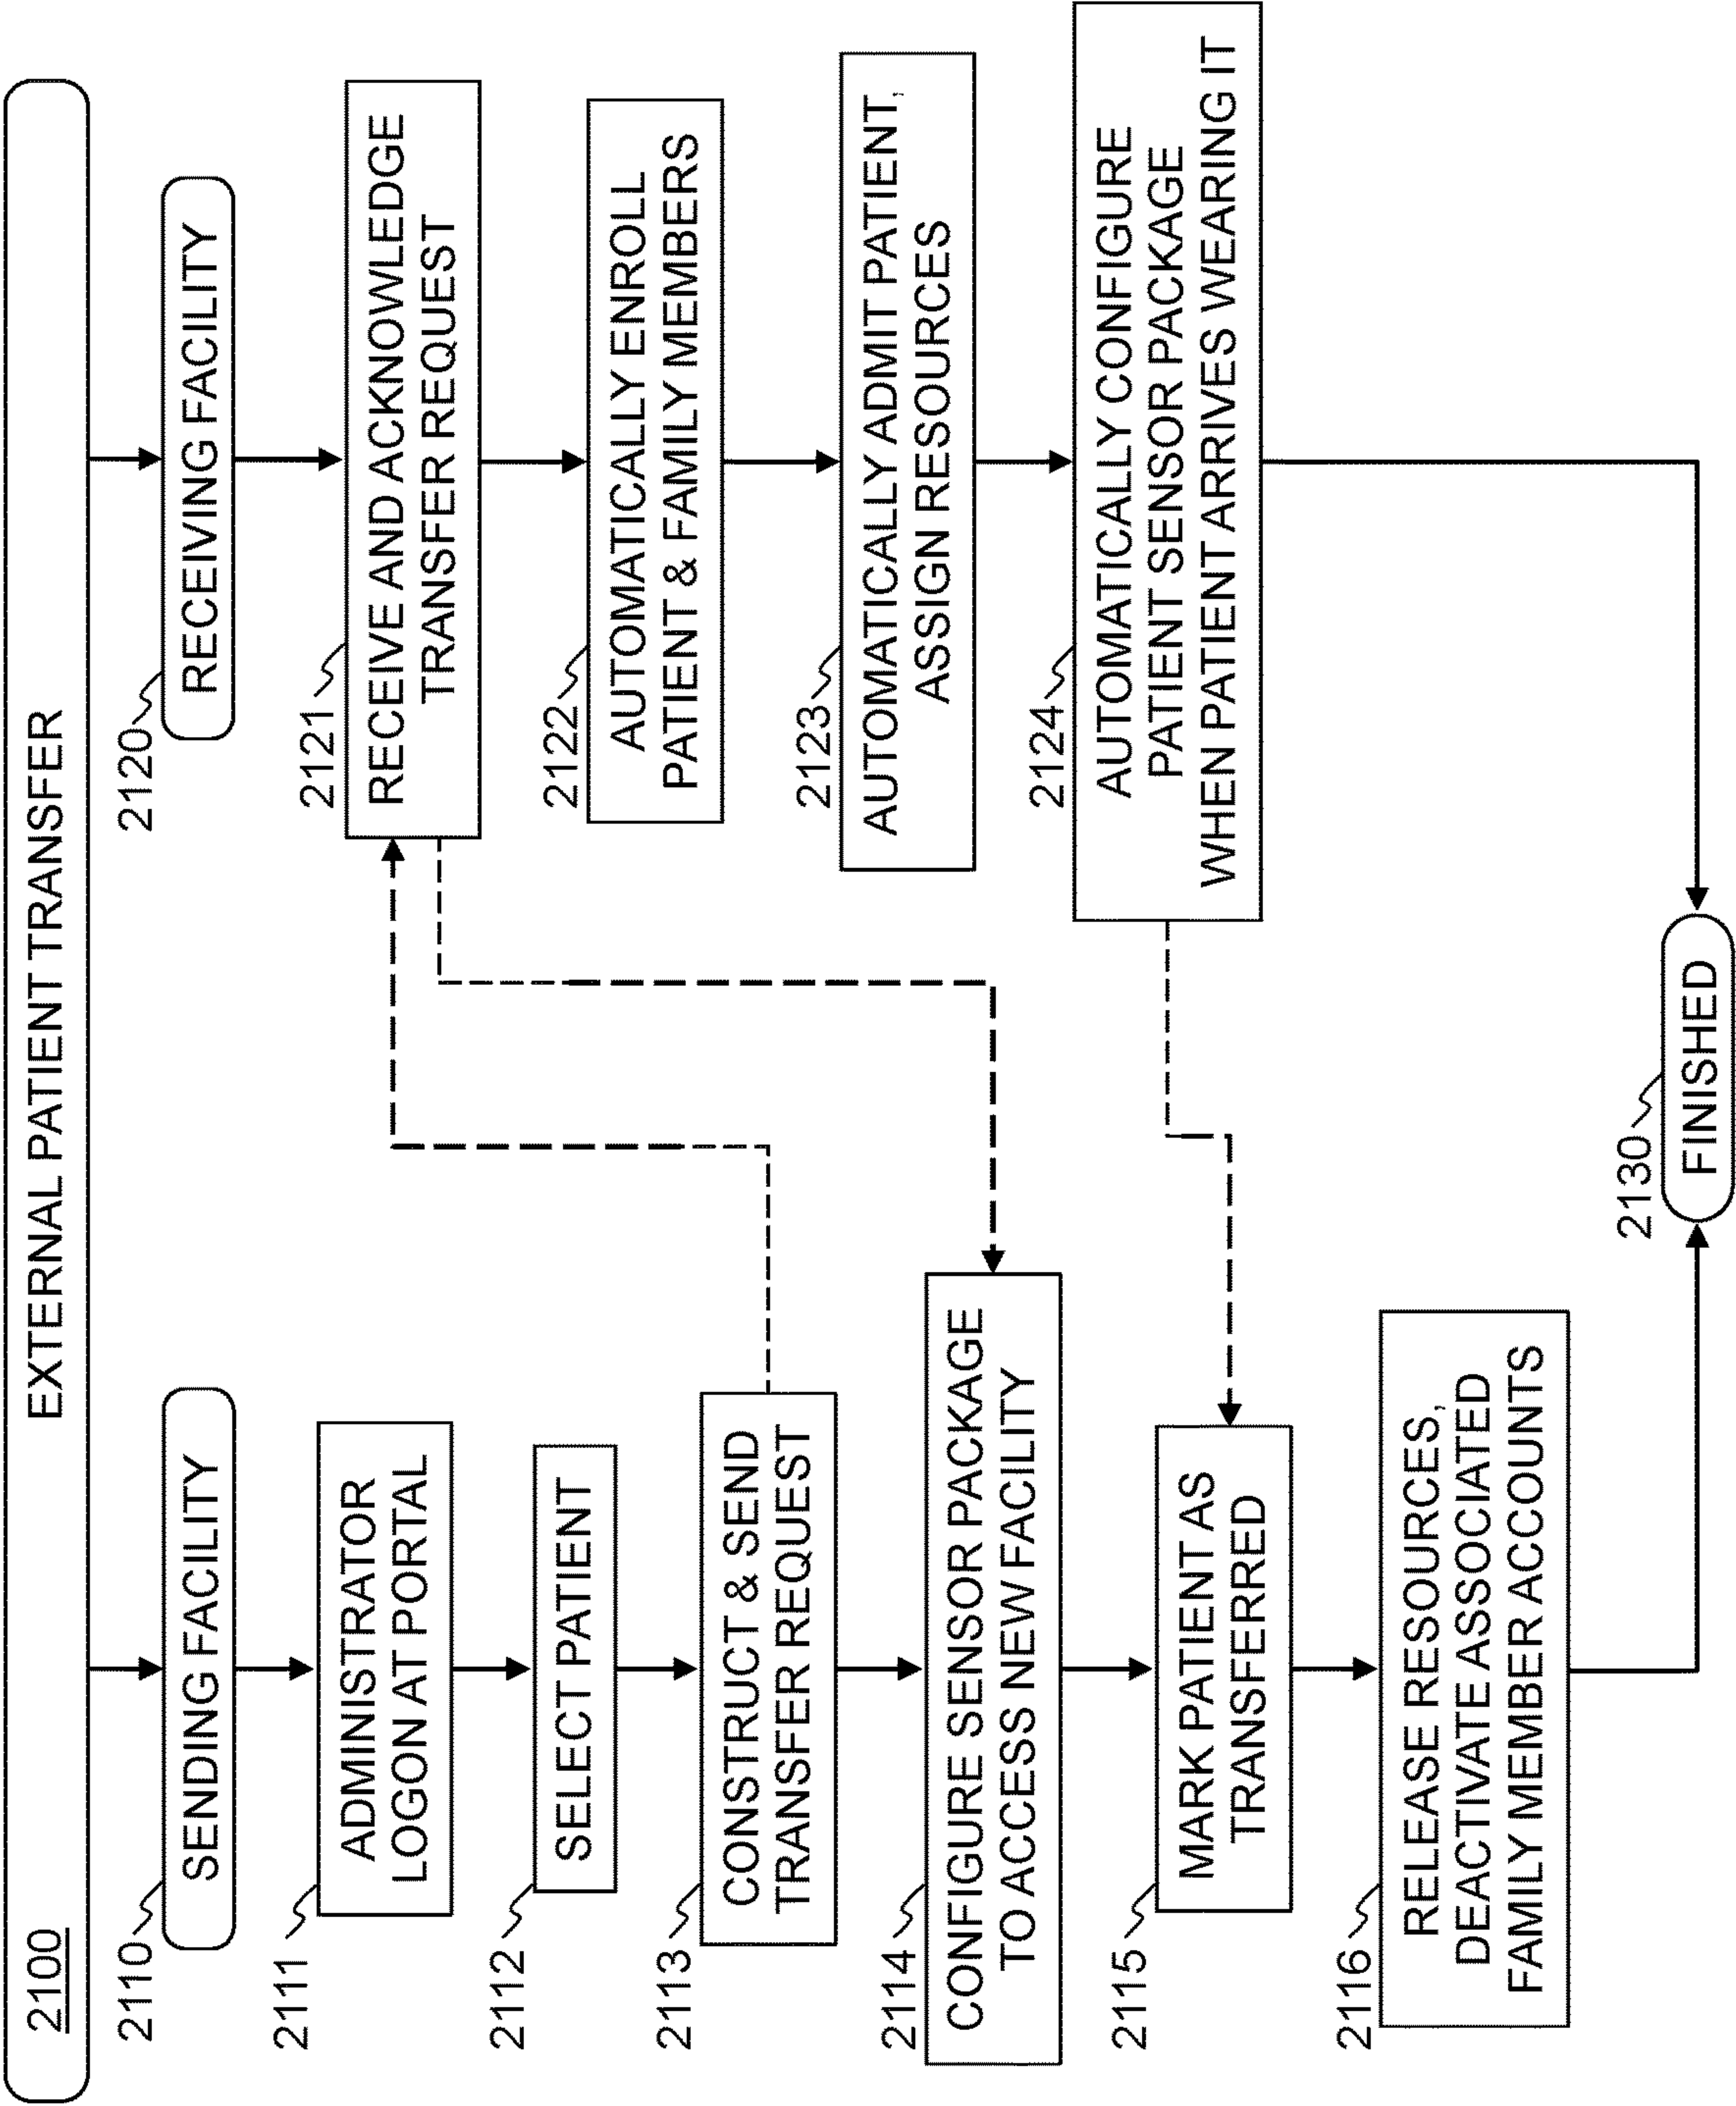 2100
EXTERNAL PATIENT TRANSFER
2110
SENDING FACILITY
2111
ADMINISTRATOR
LOGON AT PORTAL
2112
SELECT PATIENT
2113
CONSTRUCT & SEND
TRANSFER REQUEST
2114
CONFIGURE SENSOR PACKAGE
TO ACCESS NEW FACILITY
2115
MARK PATIENT AS
TRANSFERRED
2116
RELEASE RESOURCES,
DEACTIVATE ASSOCIATED
FAMILY MEMBER ACCOUNTS
2120
RECEIVING FACILITY
2121
RECEIVE AND ACKNOWLEDGE
TRANSFER REQUEST
2122
AUTOMATICALLY ENROLL
PATIENT & FAMILY MEMBERS
2123
AUTOMATICALLY ADMIT PATIENT,
ASSIGN RESOURCES
2124
AUTOMATICALLY CONFIGURE
PATIENT SENSOR PACKAGE
WHEN PATIENT ARRIVES WEARING IT
2130
FINISHED